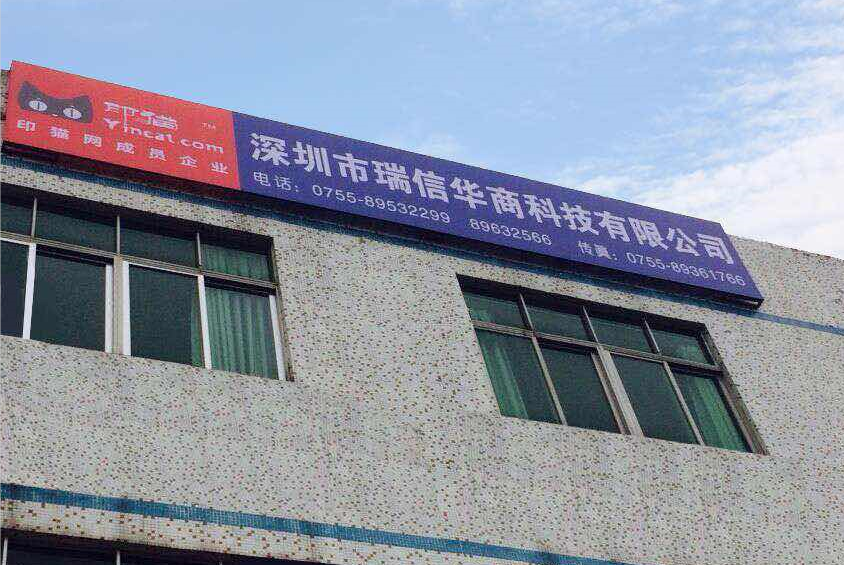 印猫 ™
Yincat.com
印猫网成员企业
深圳市瑞信华商科技有限公司
电话：0755-89532299 89632566 传真：0755-89361766